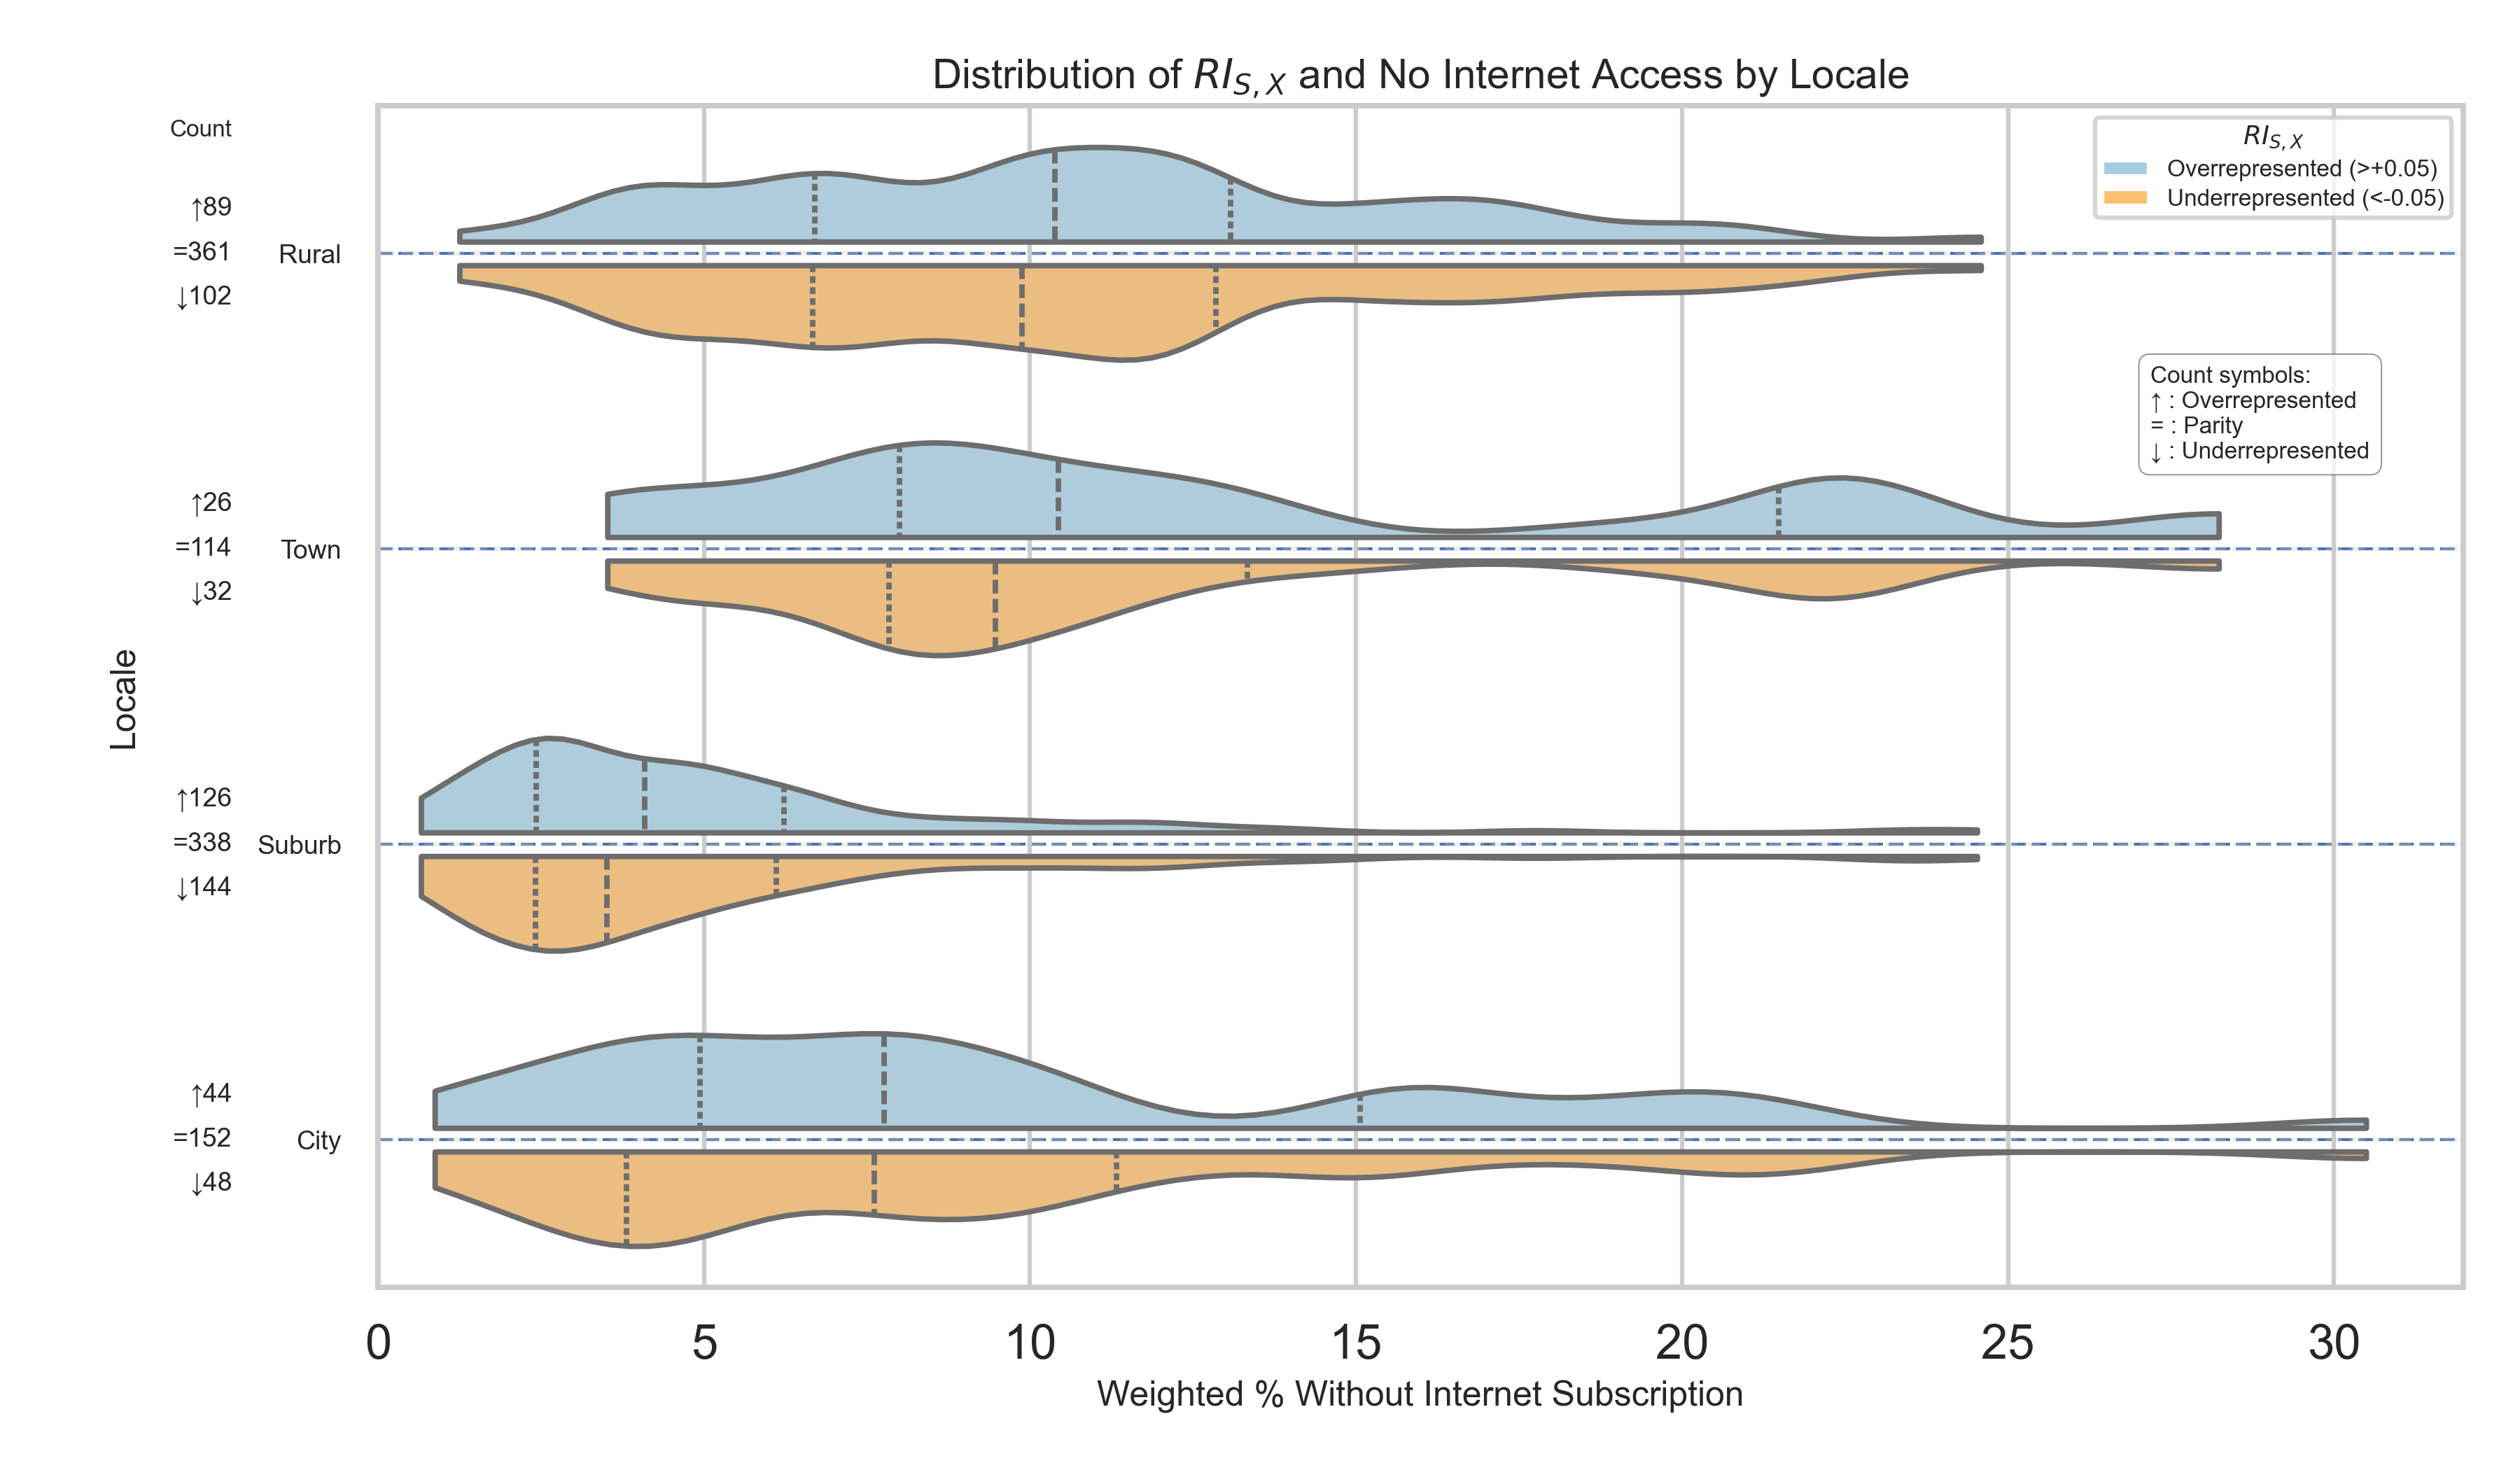 Distribution of RI_{S,X} and No Internet Access by Locale
Count
RI_{S,X}
Overrepresented (>+0.05)
Underrepresented (<-0.05)
↑89
=361
Rural
↓102
Count symbols:
↑ : Overrepresented
= : Parity
↓ : Underrepresented
↑26
=114
Town
↓32
Locale
↑126
=338
Suburb
↓144
↑44
=152
City
↓48
0 5 10 15 20 25 30
Weighted % Without Internet Subscription